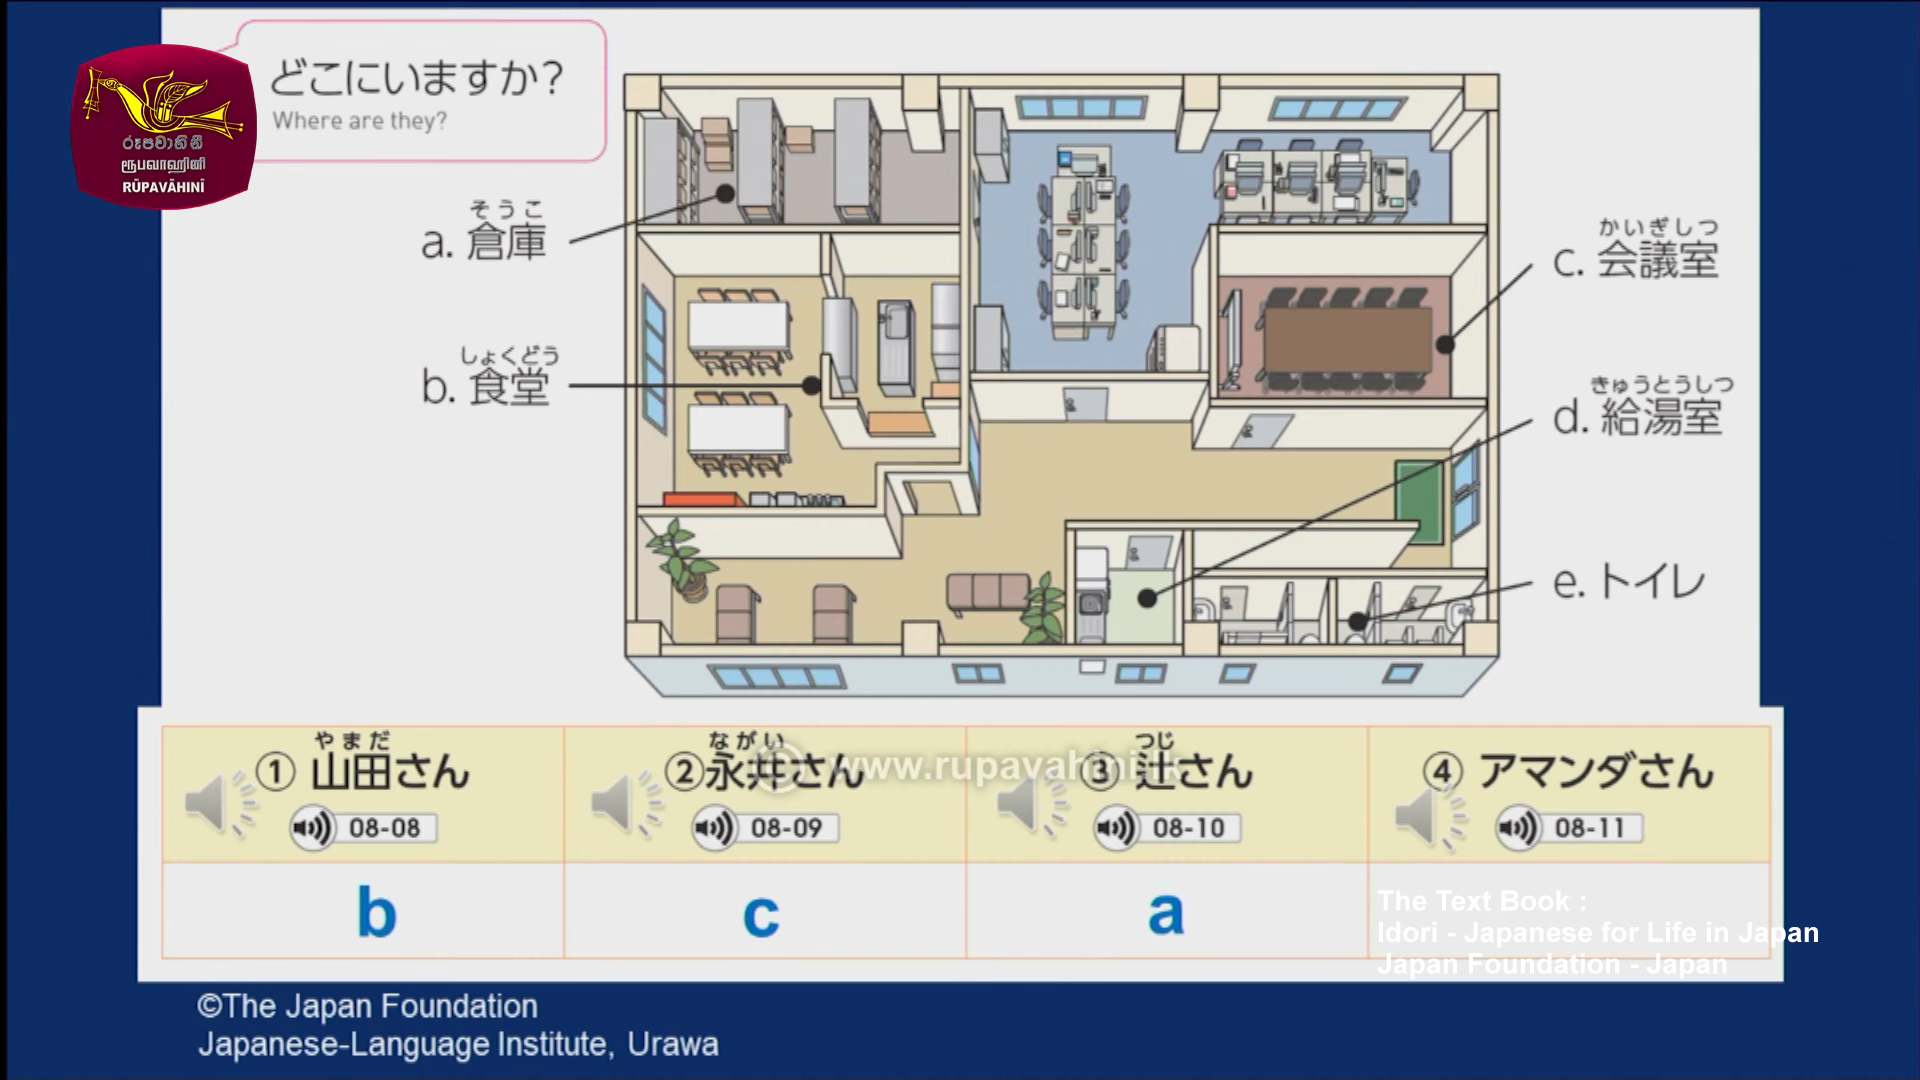 どこにいますか?
Where are they?
රූපවාහිනී
ரூபவாஹினி
RŪPAVĀHINĪ
そうこ
a. 倉庫
しょくどう
b. 食堂
かいぎしつ
c. 会議室
きゅうとうしつ
d. 給湯室
e. トイレ
やまだ
① 山田さん
08-08
ながい
②永井さん
08-09
つじ
③ 辻さん
08-10
④ アマンダさん
08-11
© www.rupavahini.lk
b
c
a
The Text Book :
Idori - Japanese for Life in Japan
Japan Foundation - Japan
©The Japan Foundation
Japanese-Language Institute, Urawa